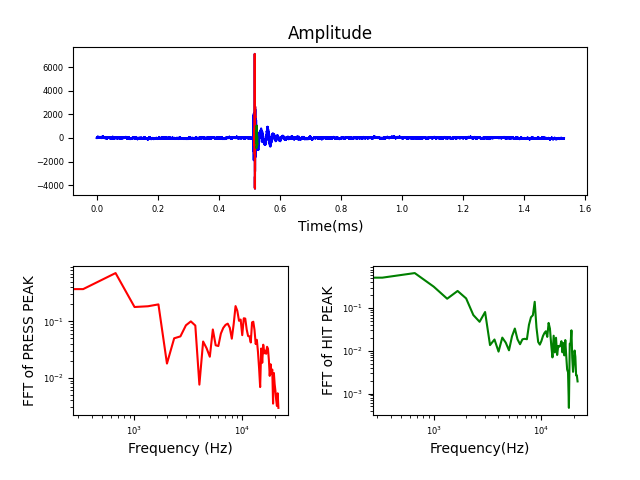 Amplitude
6000
4000
2000
0
−2000
−4000
0.0 0.2 0.4 0.6 0.8 1.0 1.2 1.4 1.6
Time(ms)
FFT of PRESS PEAK
10⁻¹
10⁻²
10³ 10⁴
Frequency (Hz)
FFT of HIT PEAK
10⁻¹
10⁻²
10⁻³
10³ 10⁴
Frequency(Hz)